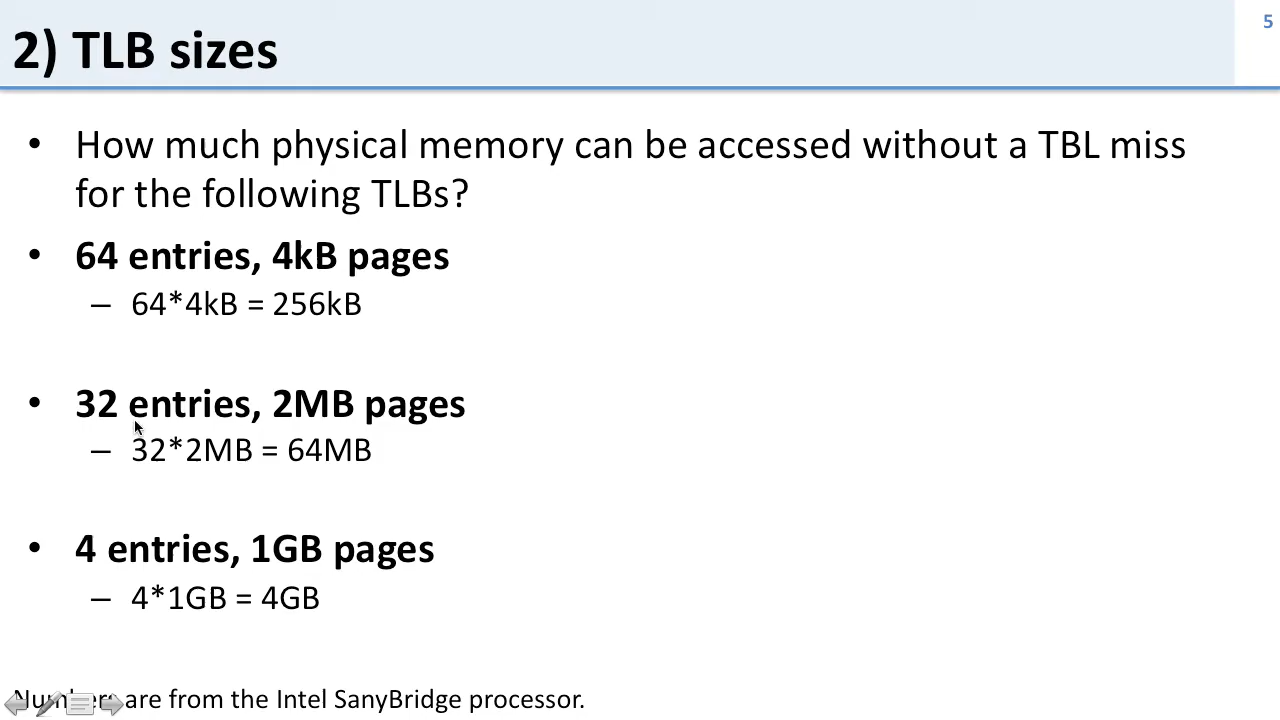 5
2) TLB sizes
• How much physical memory can be accessed without a TBL miss
for the following TLBs?
• 64 entries, 4kB pages
– 64*4kB = 256kB
• 32 entries, 2MB pages
– 32*2MB = 64MB
• 4 entries, 1GB pages
– 4*1GB = 4GB
Numbers are from the Intel SanyBridge processor.